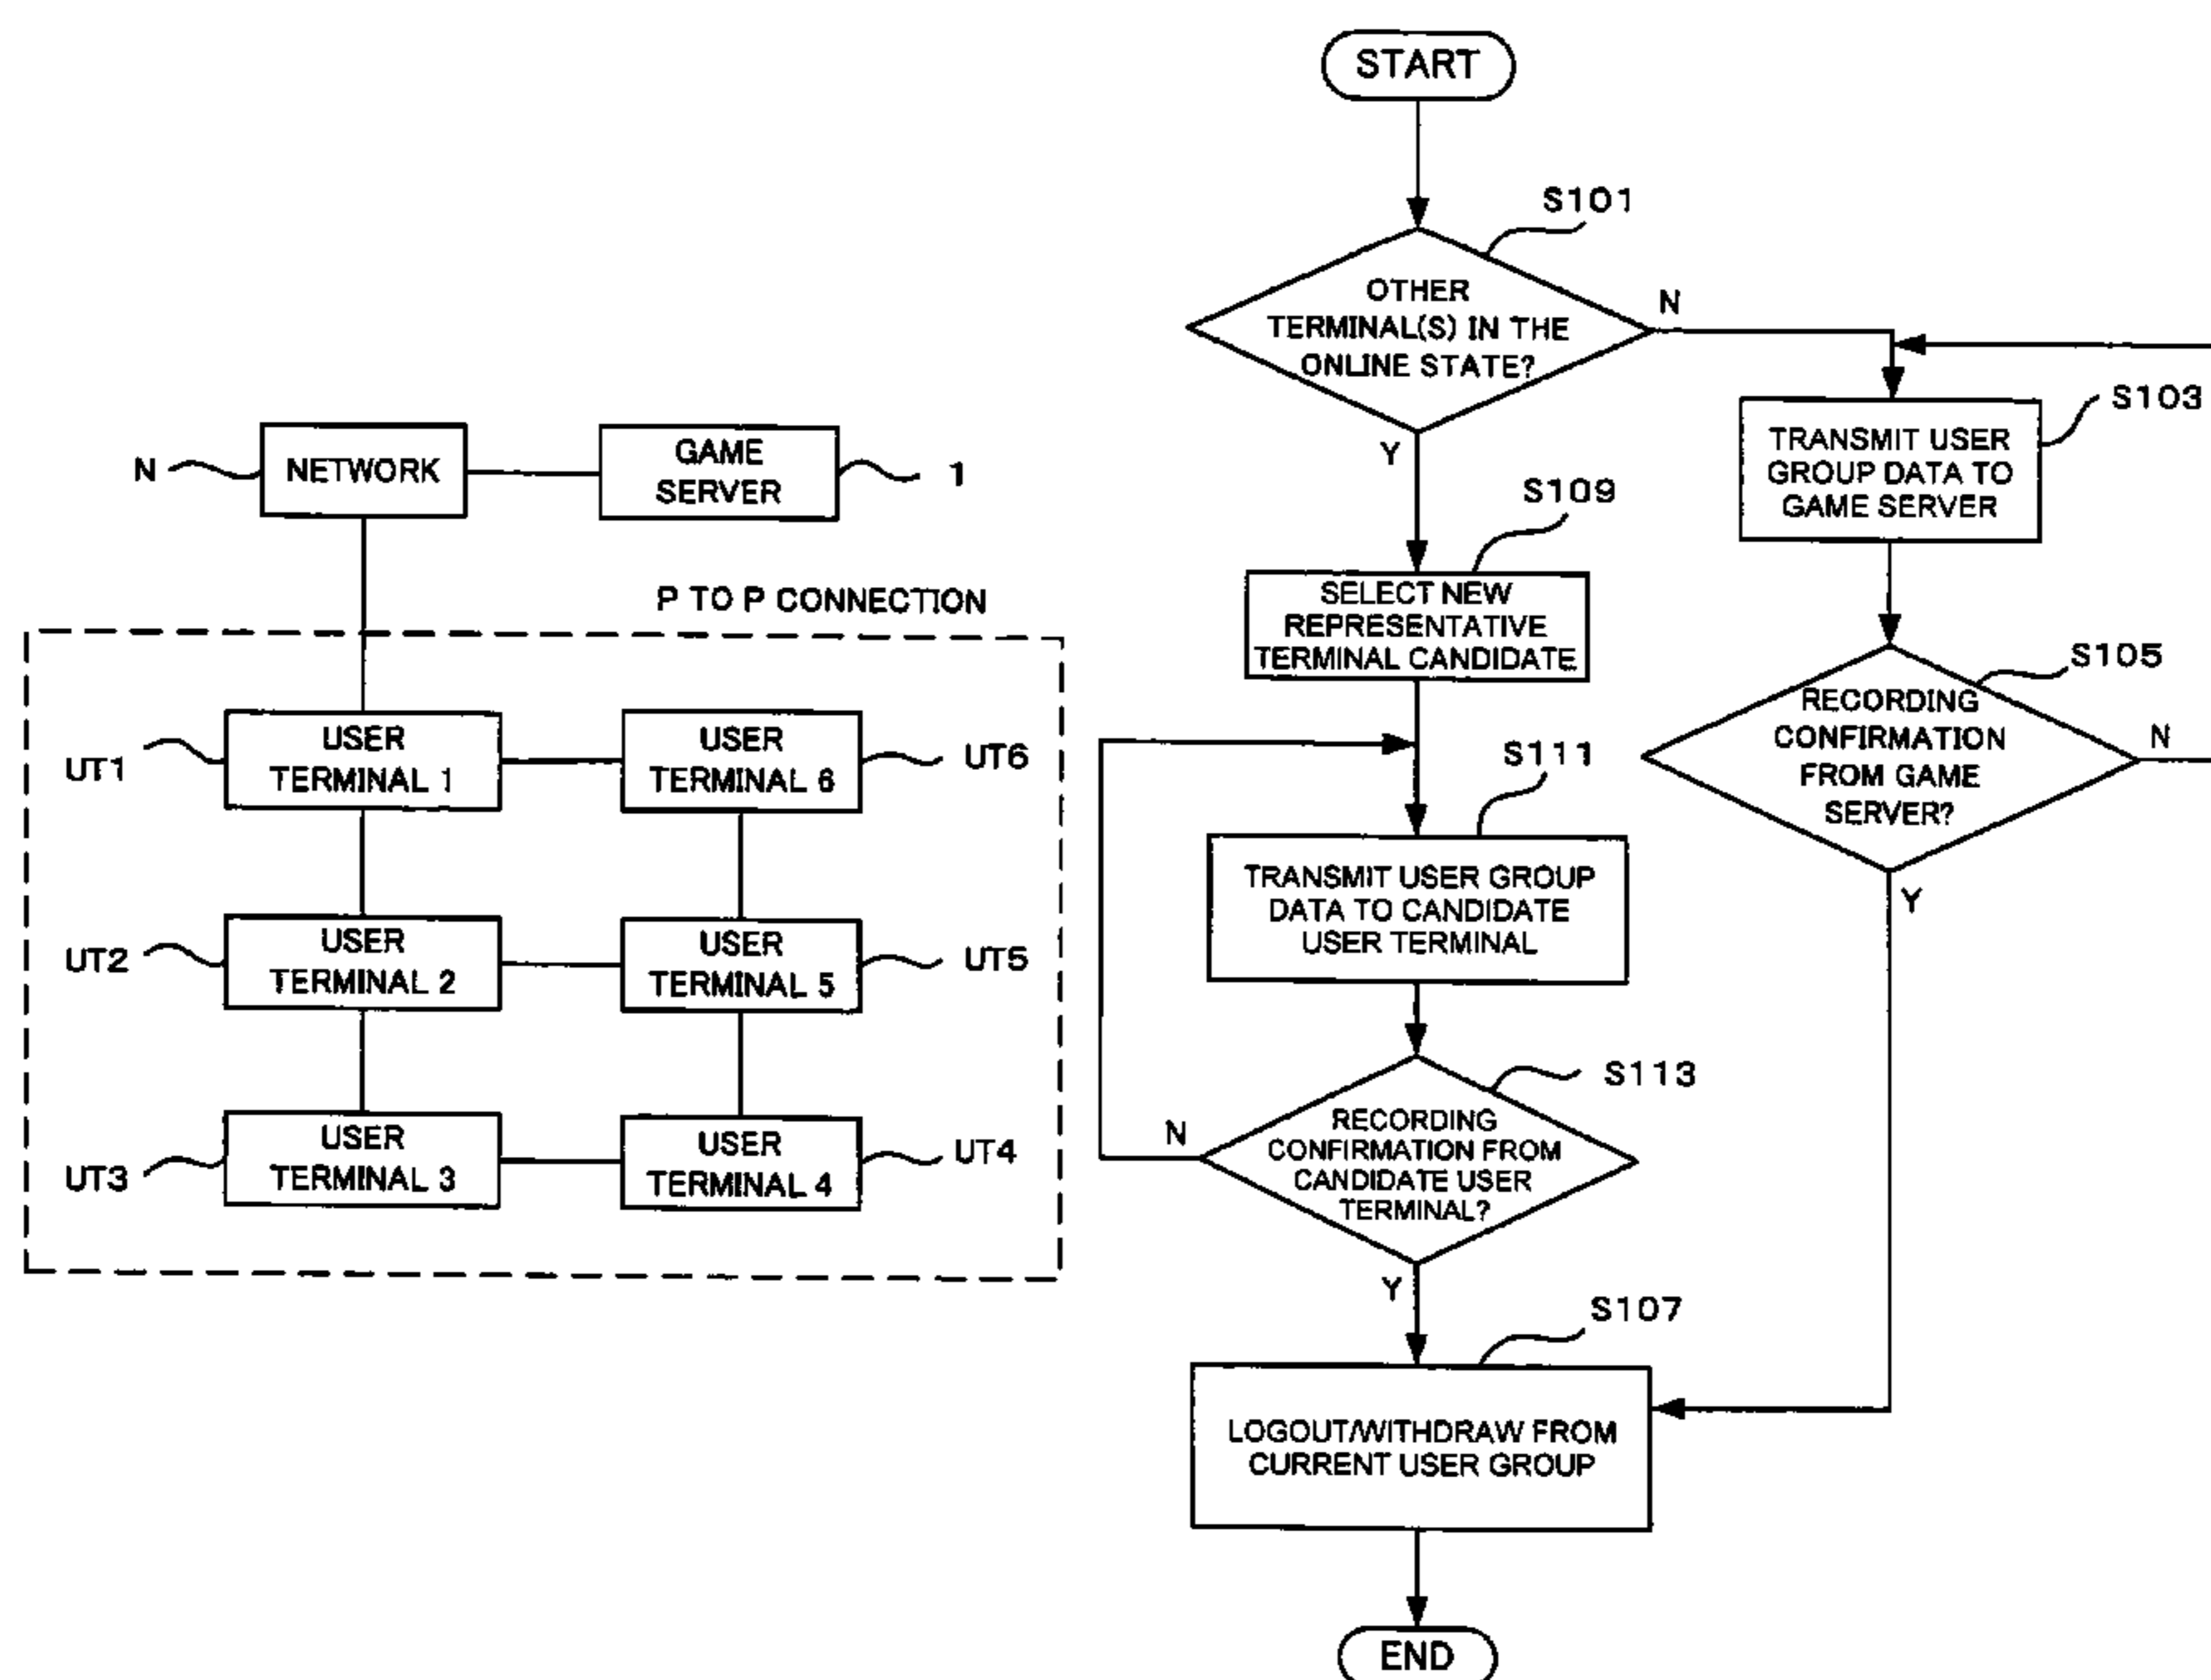 N
NETWORK
GAME
SERVER
1
P TO P CONNECTION
UT1
USER
TERMINAL 1
USER
TERMINAL 6
UT6
UT2
USER
TERMINAL 2
USER
TERMINAL 5
UT5
UT3
USER
TERMINAL 3
USER
TERMINAL 4
UT4
START
S101
OTHER
TERMINAL(S) IN THE
ONLINE STATE?
N
Y
S103
TRANSMIT USER
GROUP DATA TO
GAME SERVER
S105
RECORDING
CONFIRMATION
FROM GAME
SERVER?
N
Y
S109
SELECT NEW
REPRESENTATIVE
TERMINAL CANDIDATE
S111
TRANSMIT USER GROUP
DATA TO CANDIDATE
USER TERMINAL
S113
RECORDING
CONFIRMATION FROM
CANDIDATE USER
TERMINAL?
N
Y
S107
LOGOUT/WITHDRAW FROM
CURRENT USER GROUP
END